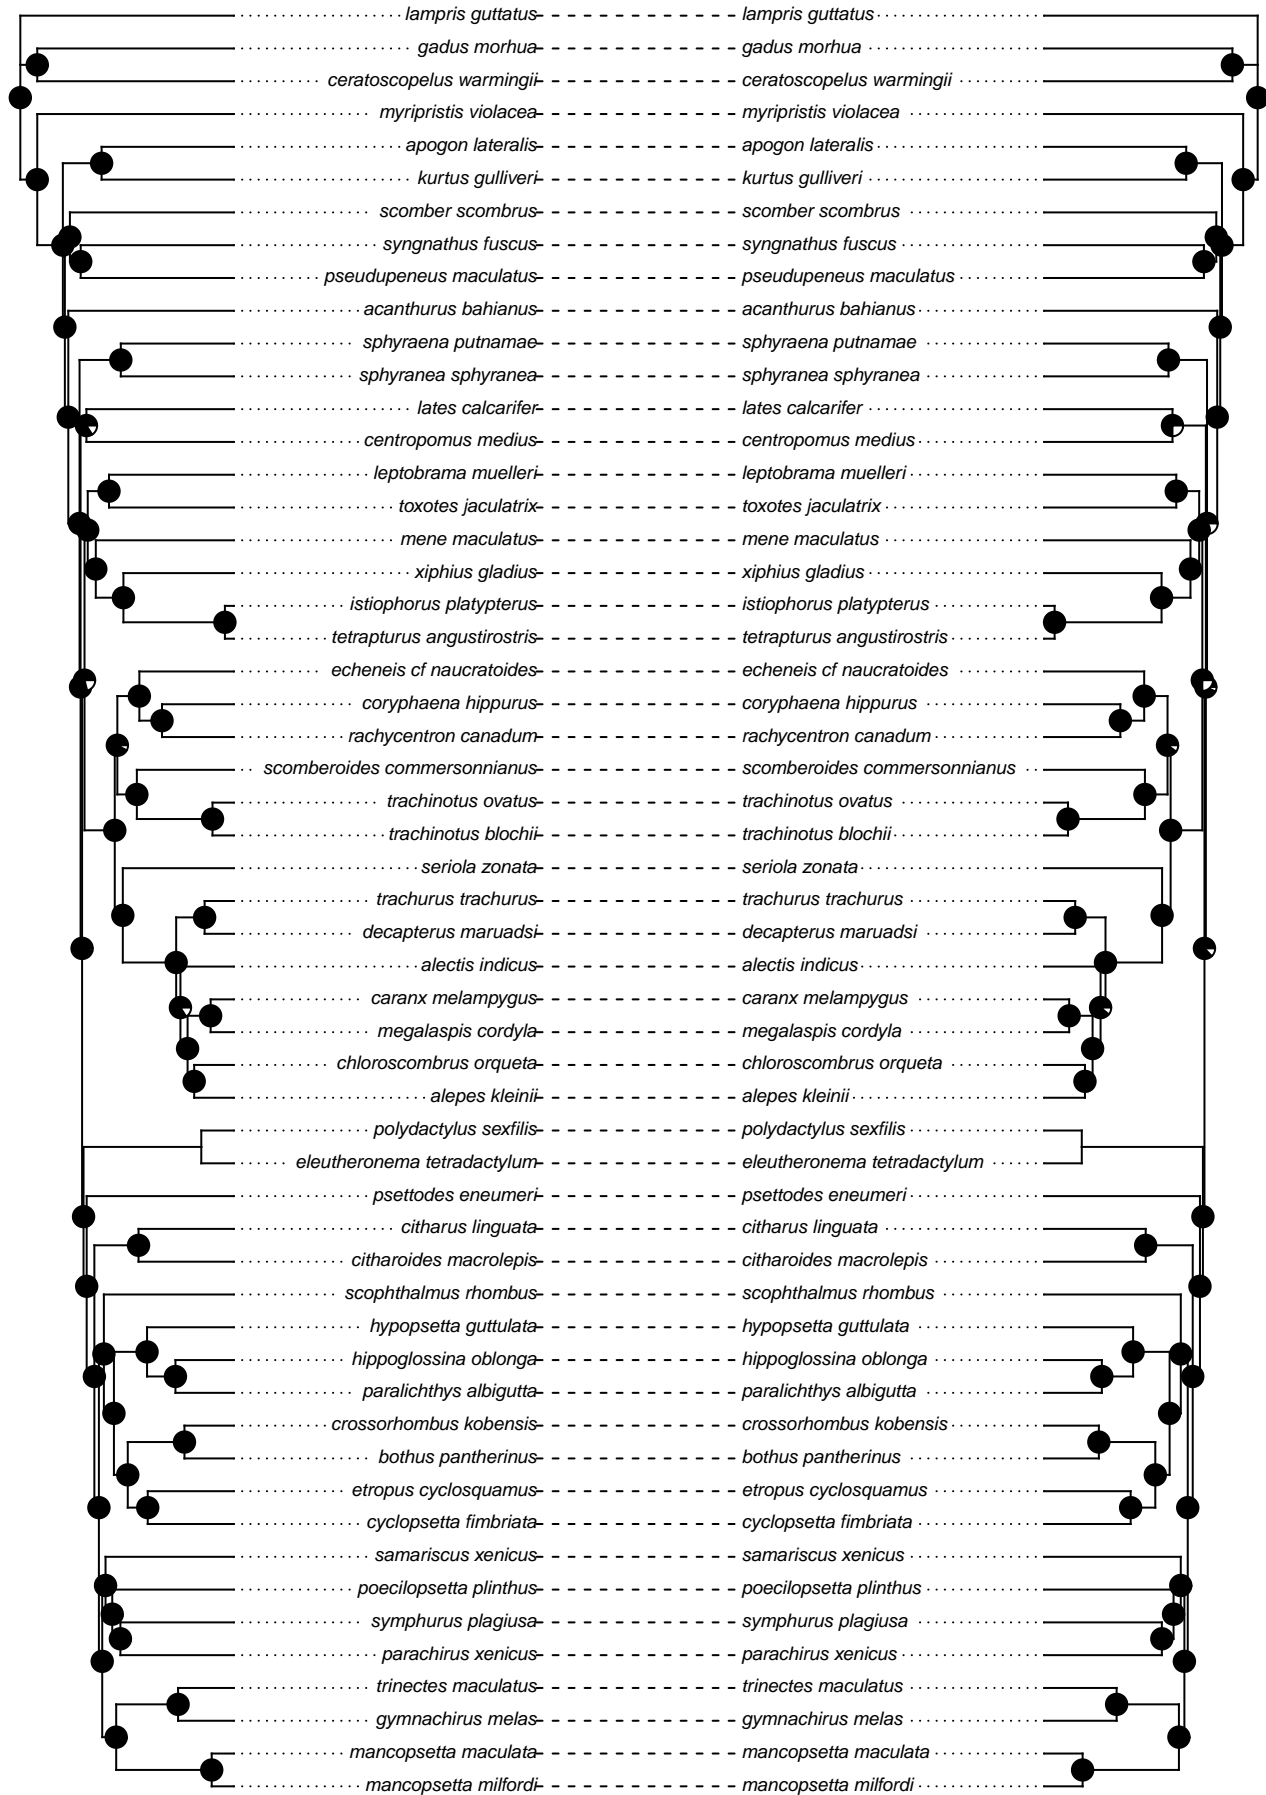 lampris guttatus lampris guttatus
gadus morhua gadus morhua
ceratoscopelus warmingii ceratoscopelus warmingii
myripristis violacea myripristis violacea
apogon lateralis apogon lateralis
kurtus gulliveri kurtus gulliveri
scomber scombrus scomber scombrus
syngnathus fuscus syngnathus fuscus
pseudupeneus maculatus pseudupeneus maculatus
acanthurus bahianus acanthurus bahianus
sphyraena putnamae sphyraena putnamae
sphyranea sphyranea sphyranea sphyranea
lates calcarifer lates calcarifer
centropomus medius centropomus medius
leptobrama muelleri leptobrama muelleri
toxotes jaculatrix toxotes jaculatrix
mene maculatus mene maculatus
xiphius gladius xiphius gladius
istiophorus platypterus istiophorus platypterus
tetrapturus angustirostris tetrapturus angustirostris
echeneis cf naucratoides echeneis cf naucratoides
coryphaena hippurus coryphaena hippurus
rachycentron canadum rachycentron canadum
scomberoides commersonnianus scomberoides commersonnianus
trachinotus ovatus trachinotus ovatus
trachinotus blochii trachinotus blochii
seriola zonata seriola zonata
trachurus trachurus trachurus trachurus
decapterus maruadsi decapterus maruadsi
alectis indicus alectis indicus
caranx melampygus caranx melampygus
megalaspis cordyla megalaspis cordyla
chloroscombrus orqueta chloroscombrus orqueta
alepes kleinii alepes kleinii
polydactylus sexfilis polydactylus sexfilis
eleutheronema tetradactylum eleutheronema tetradactylum
psettodes eneumeri psettodes eneumeri
citharus linguata citharus linguata
citharoides macrolepis citharoides macrolepis
scophthalmus rhombus scophthalmus rhombus
hypopsetta guttulata hypopsetta guttulata
hippoglossina oblonga hippoglossina oblonga
paralichthys albigutta paralichthys albigutta
crossorhombus kobensis crossorhombus kobensis
bothus pantherinus bothus pantherinus
etropus cyclosquamus etropus cyclosquamus
cyclopsetta fimbriata cyclopsetta fimbriata
samariscus xenicus samariscus xenicus
poecilopsetta plinthus poecilopsetta plinthus
symphurus plagiusa symphurus plagiusa
parachirus xenicus parachirus xenicus
trinectes maculatus trinectes maculatus
gymnachirus melas gymnachirus melas
mancopsetta maculata mancopsetta maculata
mancopsetta milfordi mancopsetta milfordi